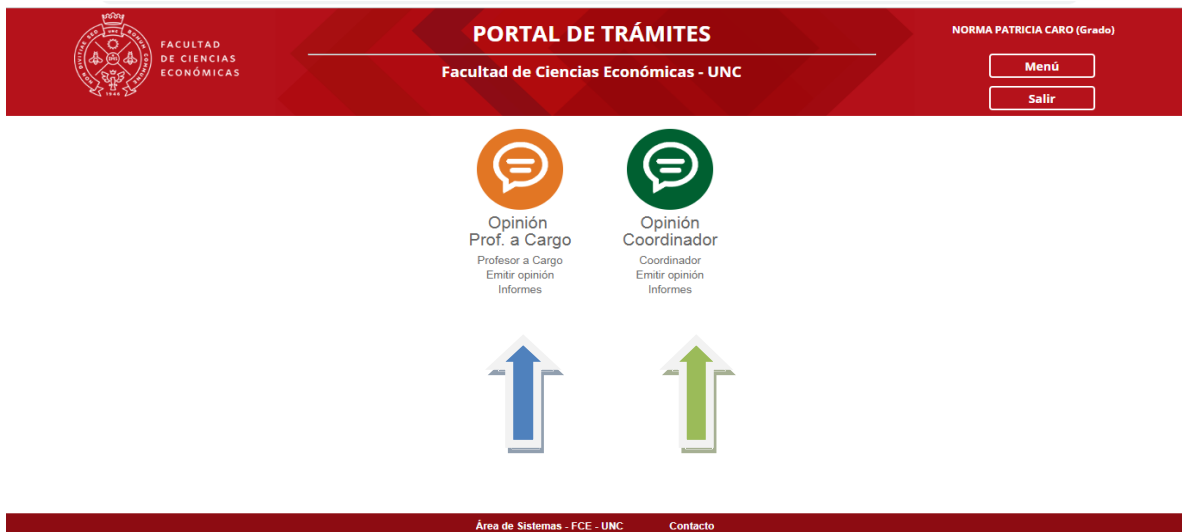 FACULTAD
DE CIENCIAS
ECONÓMICAS
PORTAL DE TRÁMITES
Facultad de Ciencias Económicas - UNC
NORMA PATRICIA CARO (Grado)
Menú
Salir
Opinión
Prof. a Cargo
Profesor a Cargo
Emitir opinión
Informes
Opinión
Coordinador
Coordinador
Emitir opinión
Informes
Área de Sistemas - FCE - UNC Contacto